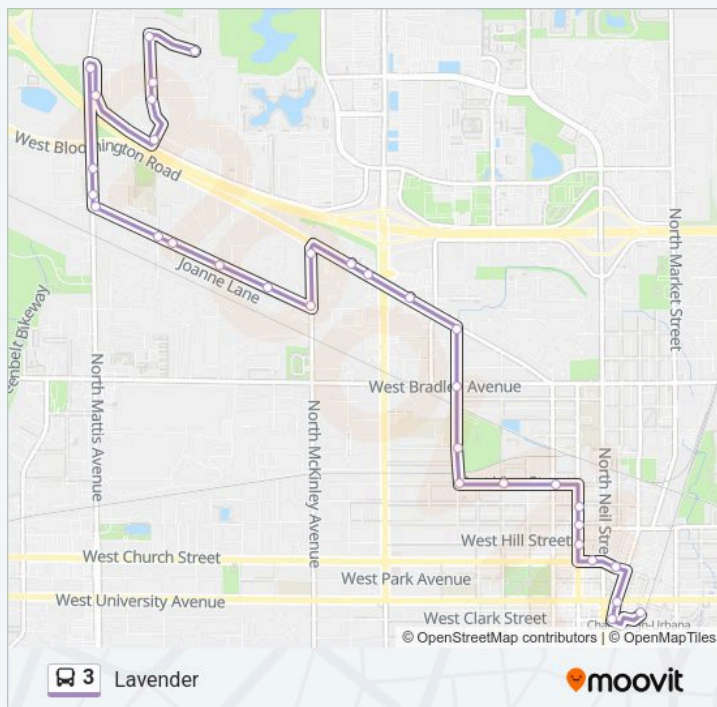 West Bloomington Road
Joanne Lane
North Market Street
enbelt Bikeway
North Mattis Avenue
West Bradley Avenue
North McKinley Avenue
North Neil Stre
West Hill Street
West Church Street
West Park Avenue
West University Avenue
West Clark Street
© OpenStreetMap contributors | © OpenMapTiles
3 Lavender
moovit